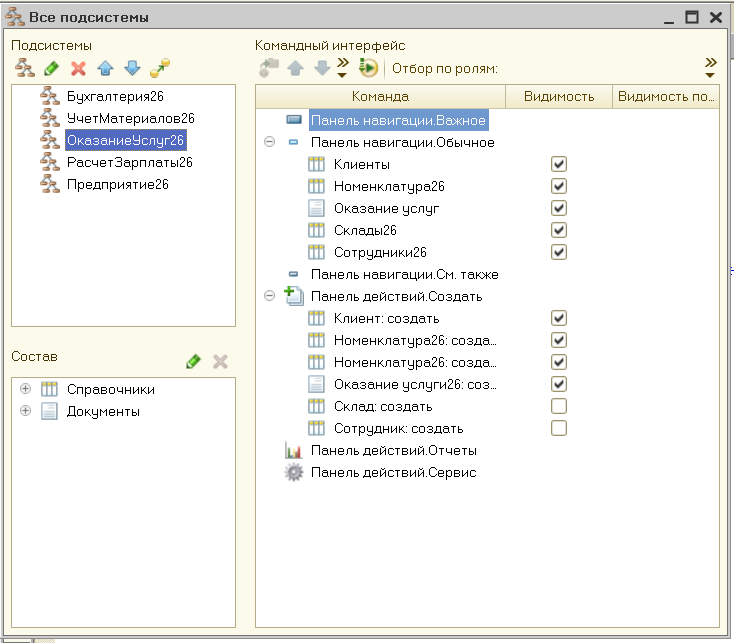 Все подсистемы
Подсистемы
Бухгалтерия26
УчетМатериалов26
ОказаниеУслуг26
РасчетЗарплаты26
Предприятие26
Состав
Справочники
Документы
Командный интерфейс
Отбор по ролям:
Команда Видимость Видимость по...
Панель навигации.Важное
Панель навигации.Обычное
Клиенты
Номенклатура26
Оказание услуг
Склады26
Сотрудники26
Панель навигации.См. также
Панель действий.Создать
Клиент: создать
Номенклатура26: созда...
Номенклатура26: созда...
Оказание услуги26: соз...
Склад: создать
Сотрудник: создать
Панель действий.Отчеты
Панель действий.Сервис